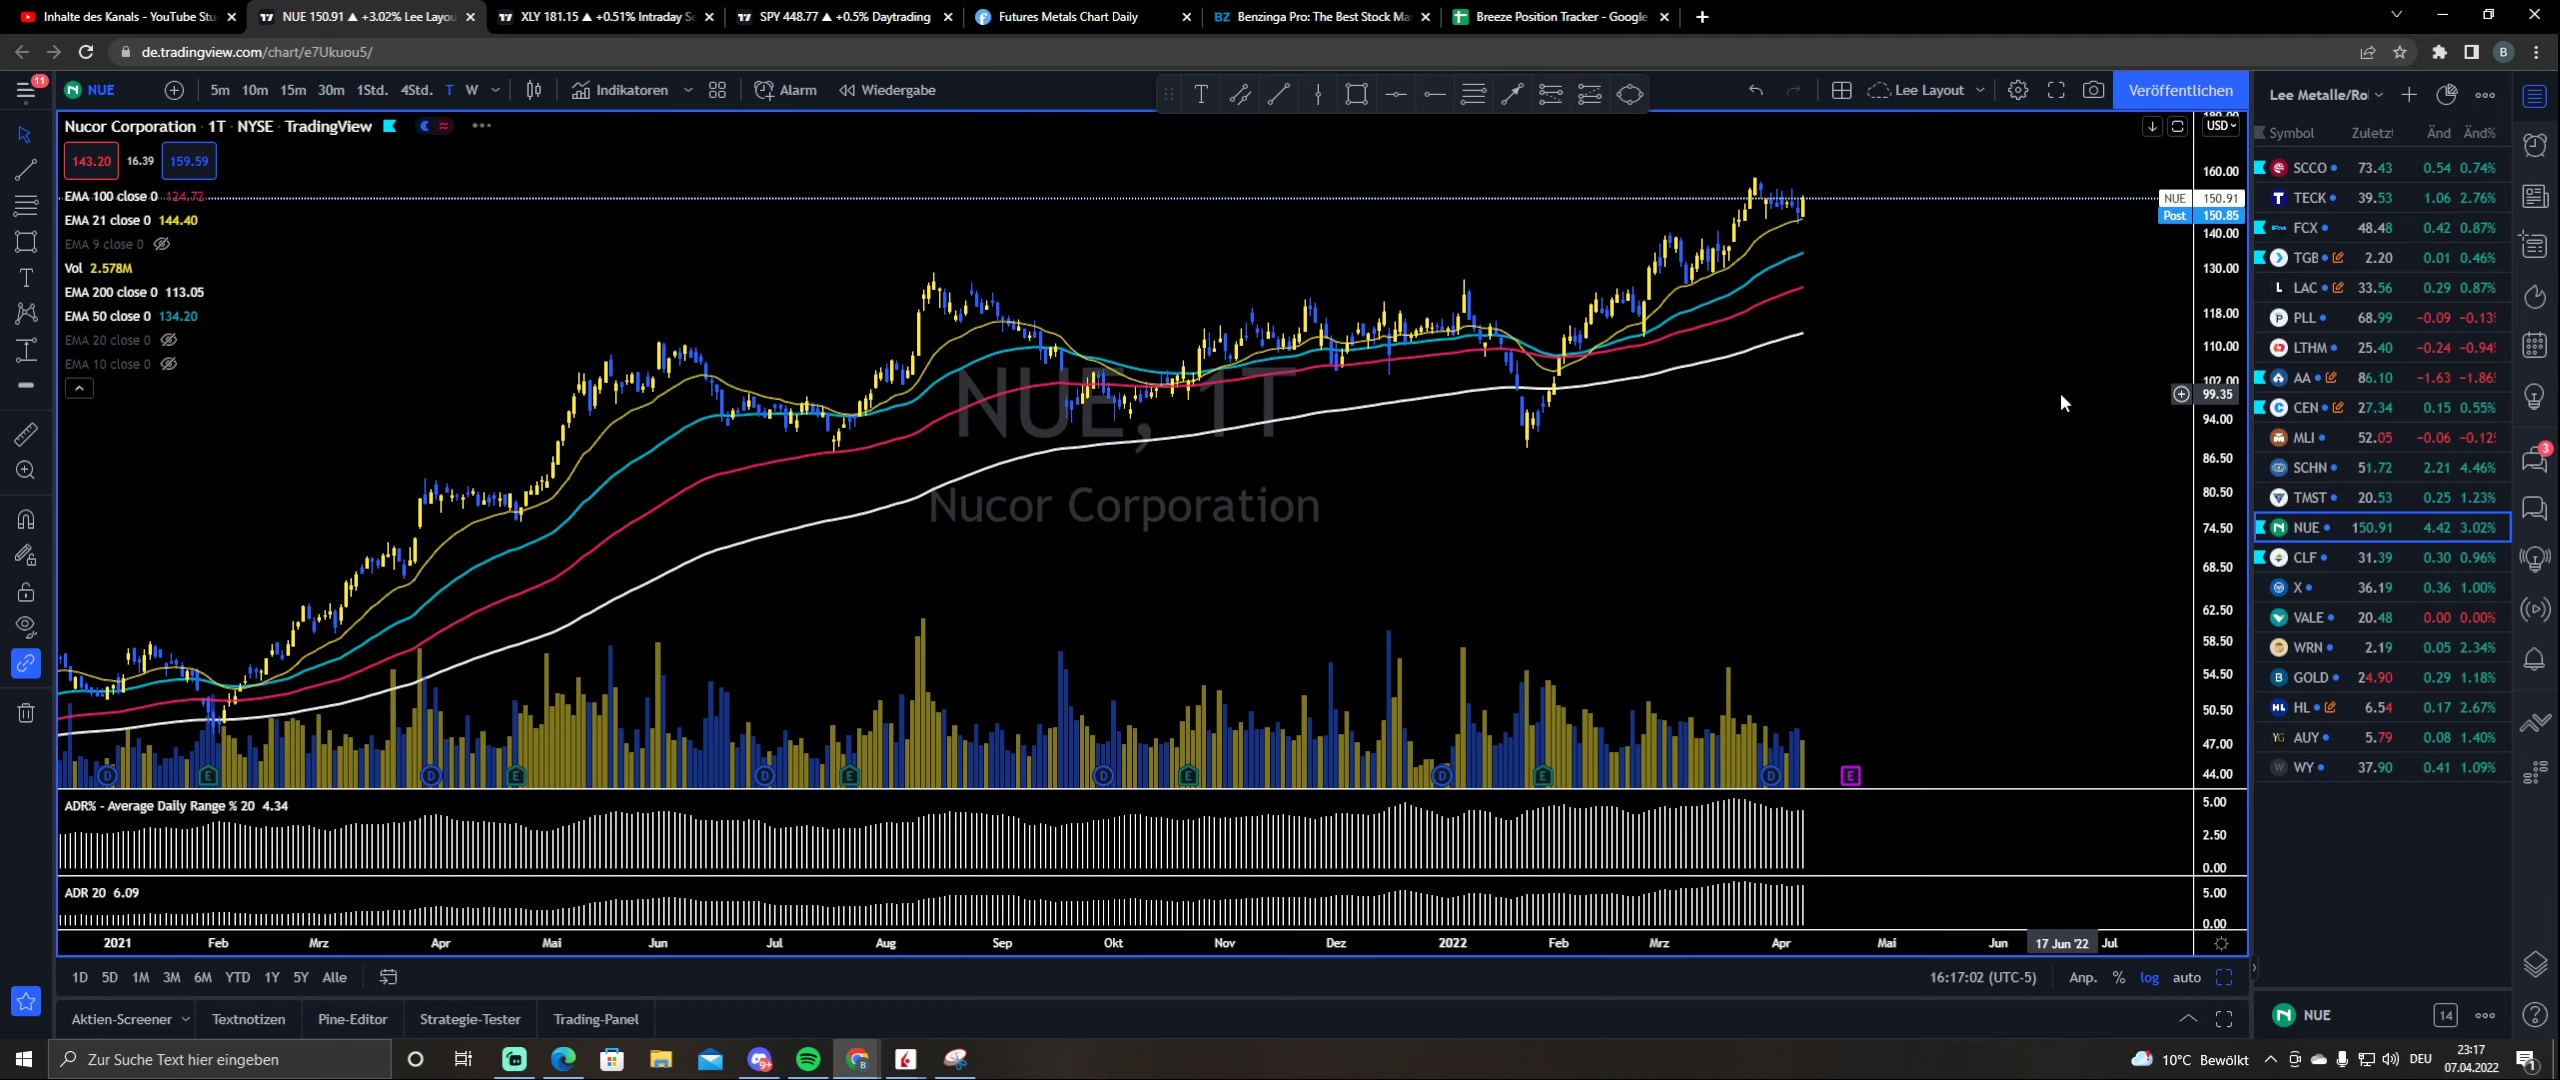 Inhalte des Kanals - YouTube Stu
NUE 150.91 ▲ +3.02% Lee Layou
XLY 181.15 ▲ +0.51% Intraday Se
SPY 448.77 ▲ +0.5% Daytrading
Futures Metals Chart Daily
BZ Benzinga Pro: The Best Stock Ma
Breeze Position Tracker - Google
de.tradingview.com/chart/e7Ukuou5/
B
11
NUE
5m 10m 15m 30m 1Std. 4Std. T W
Indikatoren
Alarm
Wiedergabe
Lee Layout
Veröffentlichen
Nucor Corporation · 1T · NYSE · TradingView
143.20 16.39 159.59
EMA 100 close 0 124.72
EMA 21 close 0 144.40
EMA 9 close 0
Vol 2.578M
EMA 200 close 0 113.05
EMA 50 close 0 134.20
EMA 20 close 0
EMA 10 close 0
NUE, 1T
Nucor Corporation
USD
180.00
160.00
NUE 150.91
Post 150.85
140.00
130.00
118.00
110.00
102.00
99.35
94.00
86.50
80.50
74.50
68.50
62.50
58.50
54.50
50.50
47.00
44.00
D E D E D E D E D E D E
ADR% - Average Daily Range % 20 4.34
5.00
2.50
0.00
ADR 20 6.09
5.00
0.00
2021 Feb Mrz Apr Mai Jun Jul Aug Sep Okt Nov Dez 2022 Feb Mrz Apr Mai Jun 17 Jun '22 Jul
1D 5D 1M 3M 6M YTD 1Y 5Y Alle
16:17:02 (UTC-5) Anp. % log auto
Aktien-Screener Textnotizen Pine-Editor Strategie-Tester Trading-Panel
Lee Metalle/Ro
Symbol Zuletzt Änd Änd%
SCCO 73.43 0.54 0.74%
TECK 39.53 1.06 2.76%
FCX 48.48 0.42 0.87%
TGB 2.20 0.01 0.46%
LAC 33.56 0.29 0.87%
PLL 68.99 -0.09 -0.13
LTHM 25.40 -0.24 -0.94
AA 86.10 -1.63 -1.86
CEN 27.34 0.15 0.55%
MLI 52.05 -0.06 -0.12
SCHN 51.72 2.21 4.46%
TMST 20.53 0.25 1.23%
NUE 150.91 4.42 3.02%
CLF 31.39 0.30 0.96%
X 36.19 0.36 1.00%
VALE 20.48 0.00 0.00%
WRN 2.19 0.05 2.34%
GOLD 24.90 0.29 1.18%
HL 6.54 0.17 2.67%
AUY 5.79 0.08 1.40%
WY 37.90 0.41 1.09%
3
NUE
14
Zur Suche Text hier eingeben
9+
10°C Bewölkt
DEU
23:17
07.04.2022
1